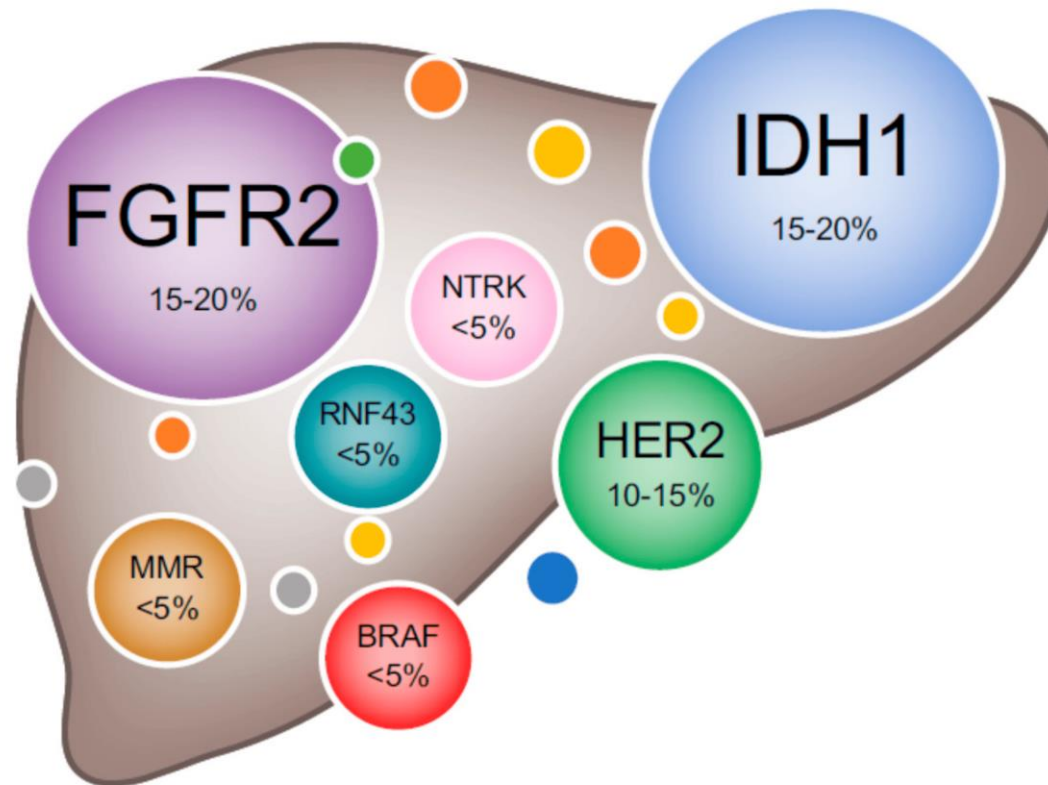 FGFR2
15-20%
IDH1
15-20%
NTRK
<5%
RNF43
<5%
HER2
10-15%
MMR
<5%
BRAF
<5%